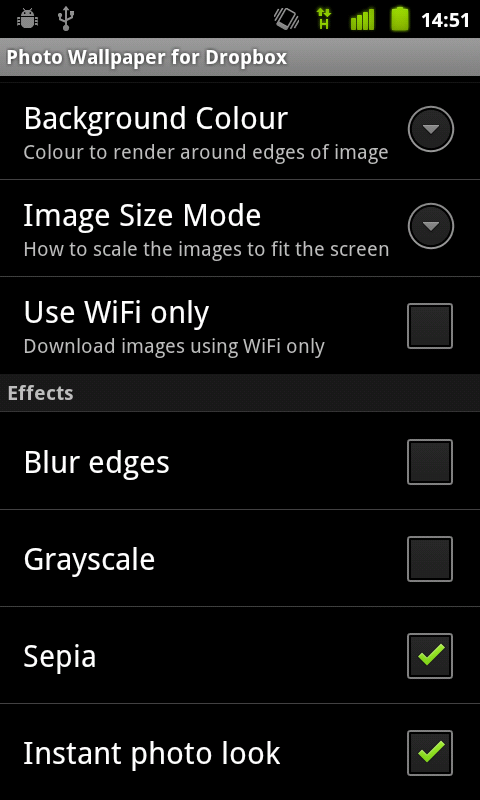 H
14:51
Photo Wallpaper for Dropbox
Background Colour
Colour to render around edges of image
Image Size Mode
How to scale the images to fit the screen
Use WiFi only
Download images using WiFi only
Effects
Blur edges
Grayscale
Sepia
Instant photo look